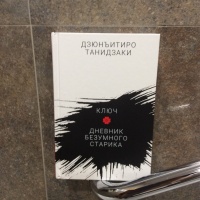 ДЗЮНЪИТИРО
ТАНИДЗАКИ
КЛЮЧ
ДНЕВНИК
БЕЗУМНОГО
СТАРИКА